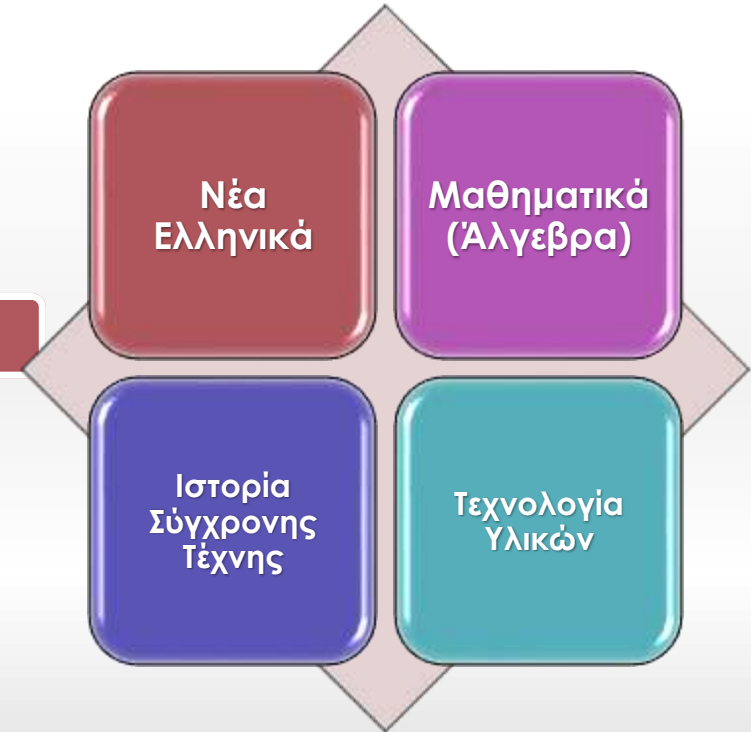 Νέα
Ελληνικά
Μαθηματικά
(Άλγεβρα)
Ιστορία
Σύγχρονης
Τέχνης
Τεχνολογία
Υλικών